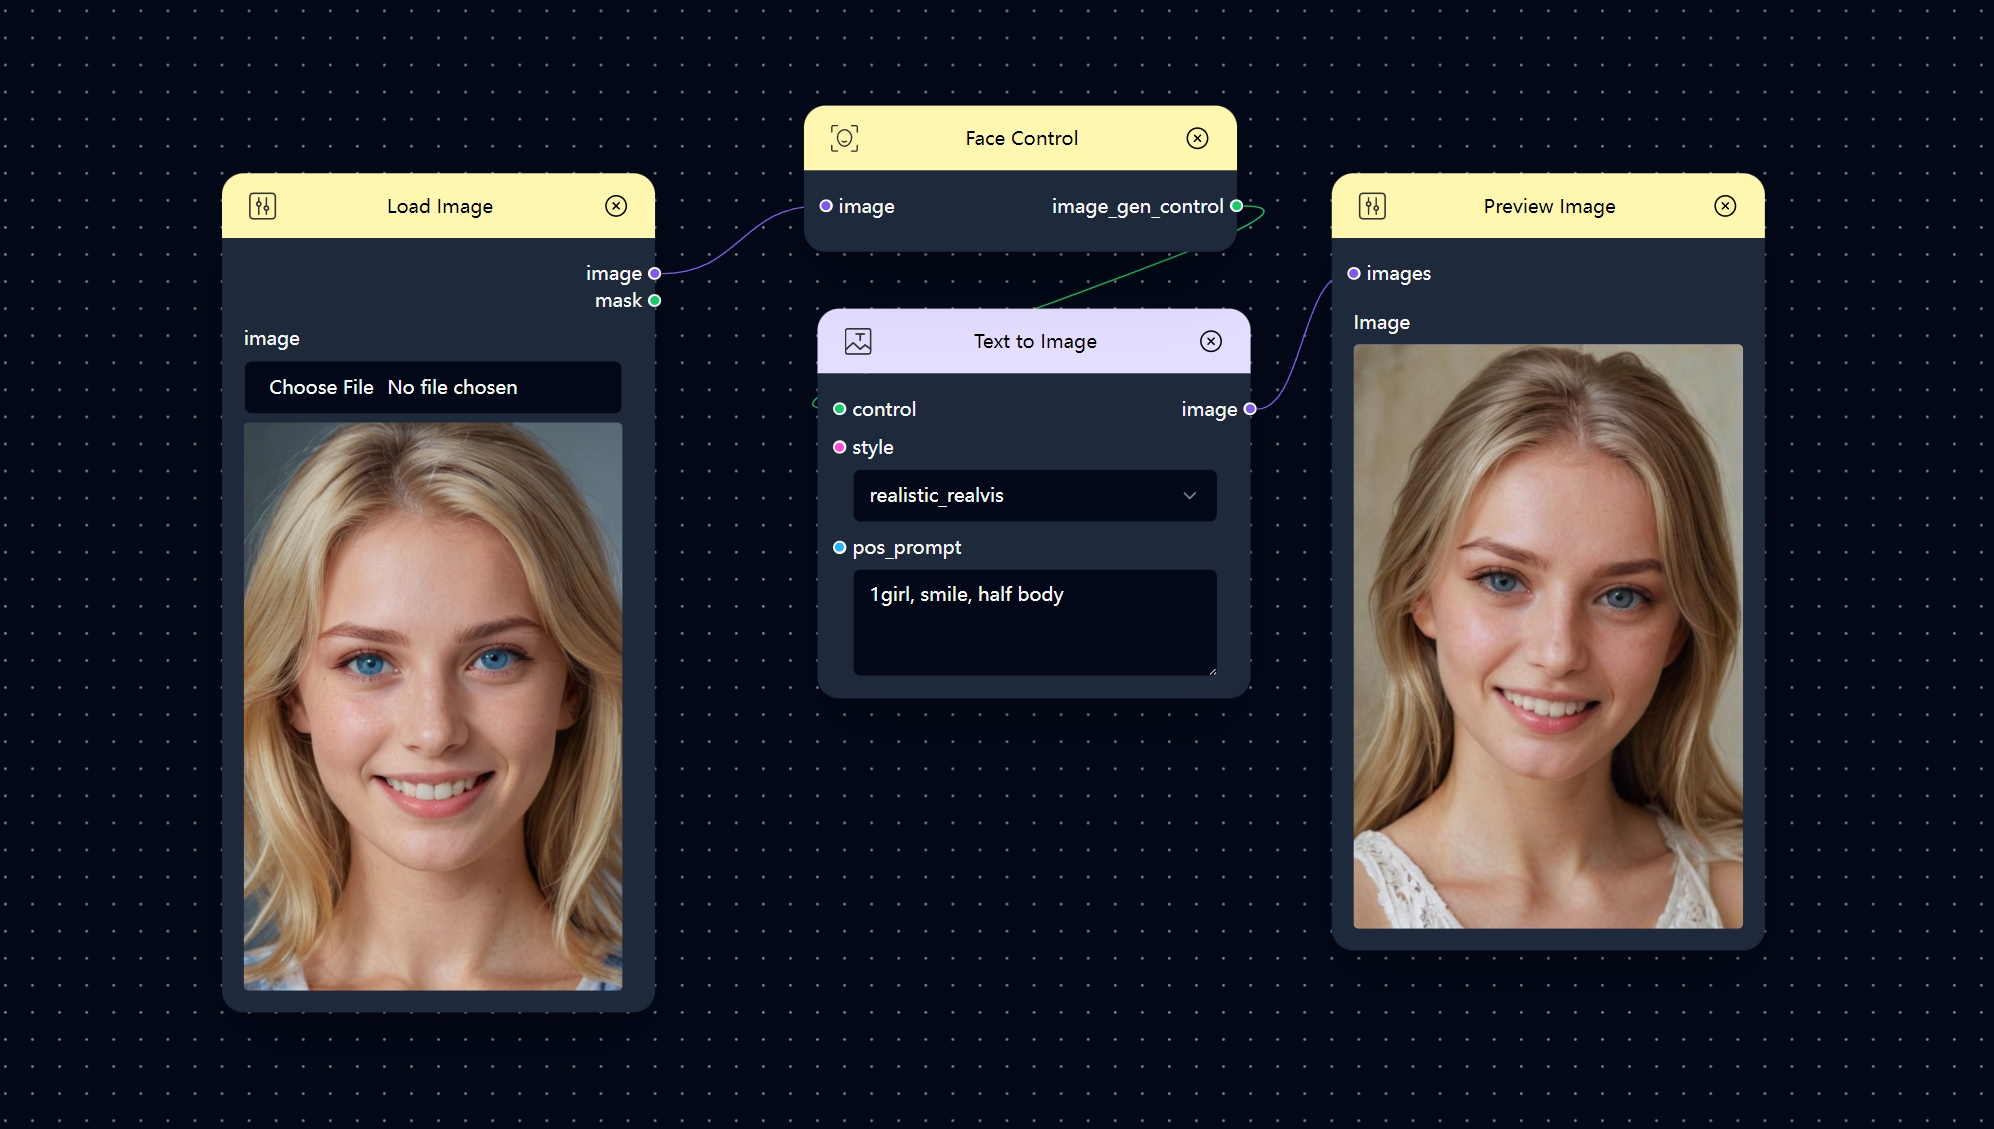 Load Image
image
mask
image
Choose File No file chosen
Face Control
image
image_gen_control
Text to Image
control
image
style
realistic_realvis
pos_prompt
1girl, smile, half body
Preview Image
images
Image